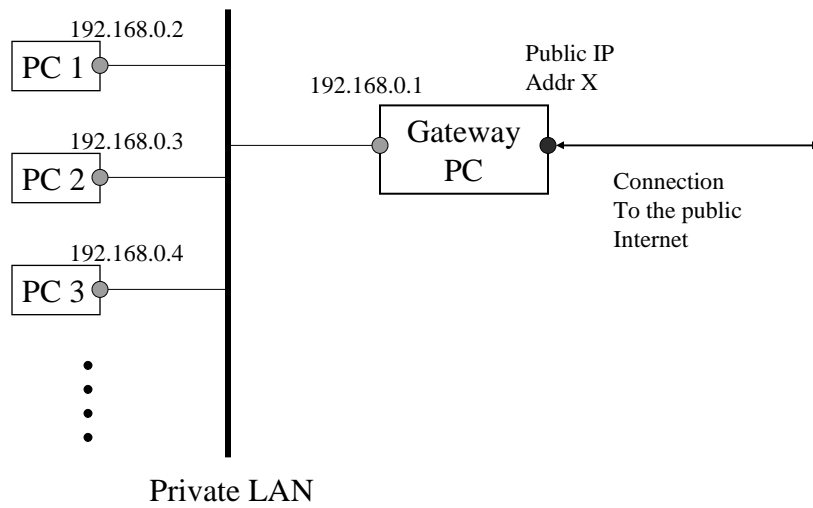 192.168.0.2
PC 1
192.168.0.3
PC 2
192.168.0.4
PC 3
Private LAN
192.168.0.1
Public IP
Addr X
Gateway
PC
Connection
To the public
Internet